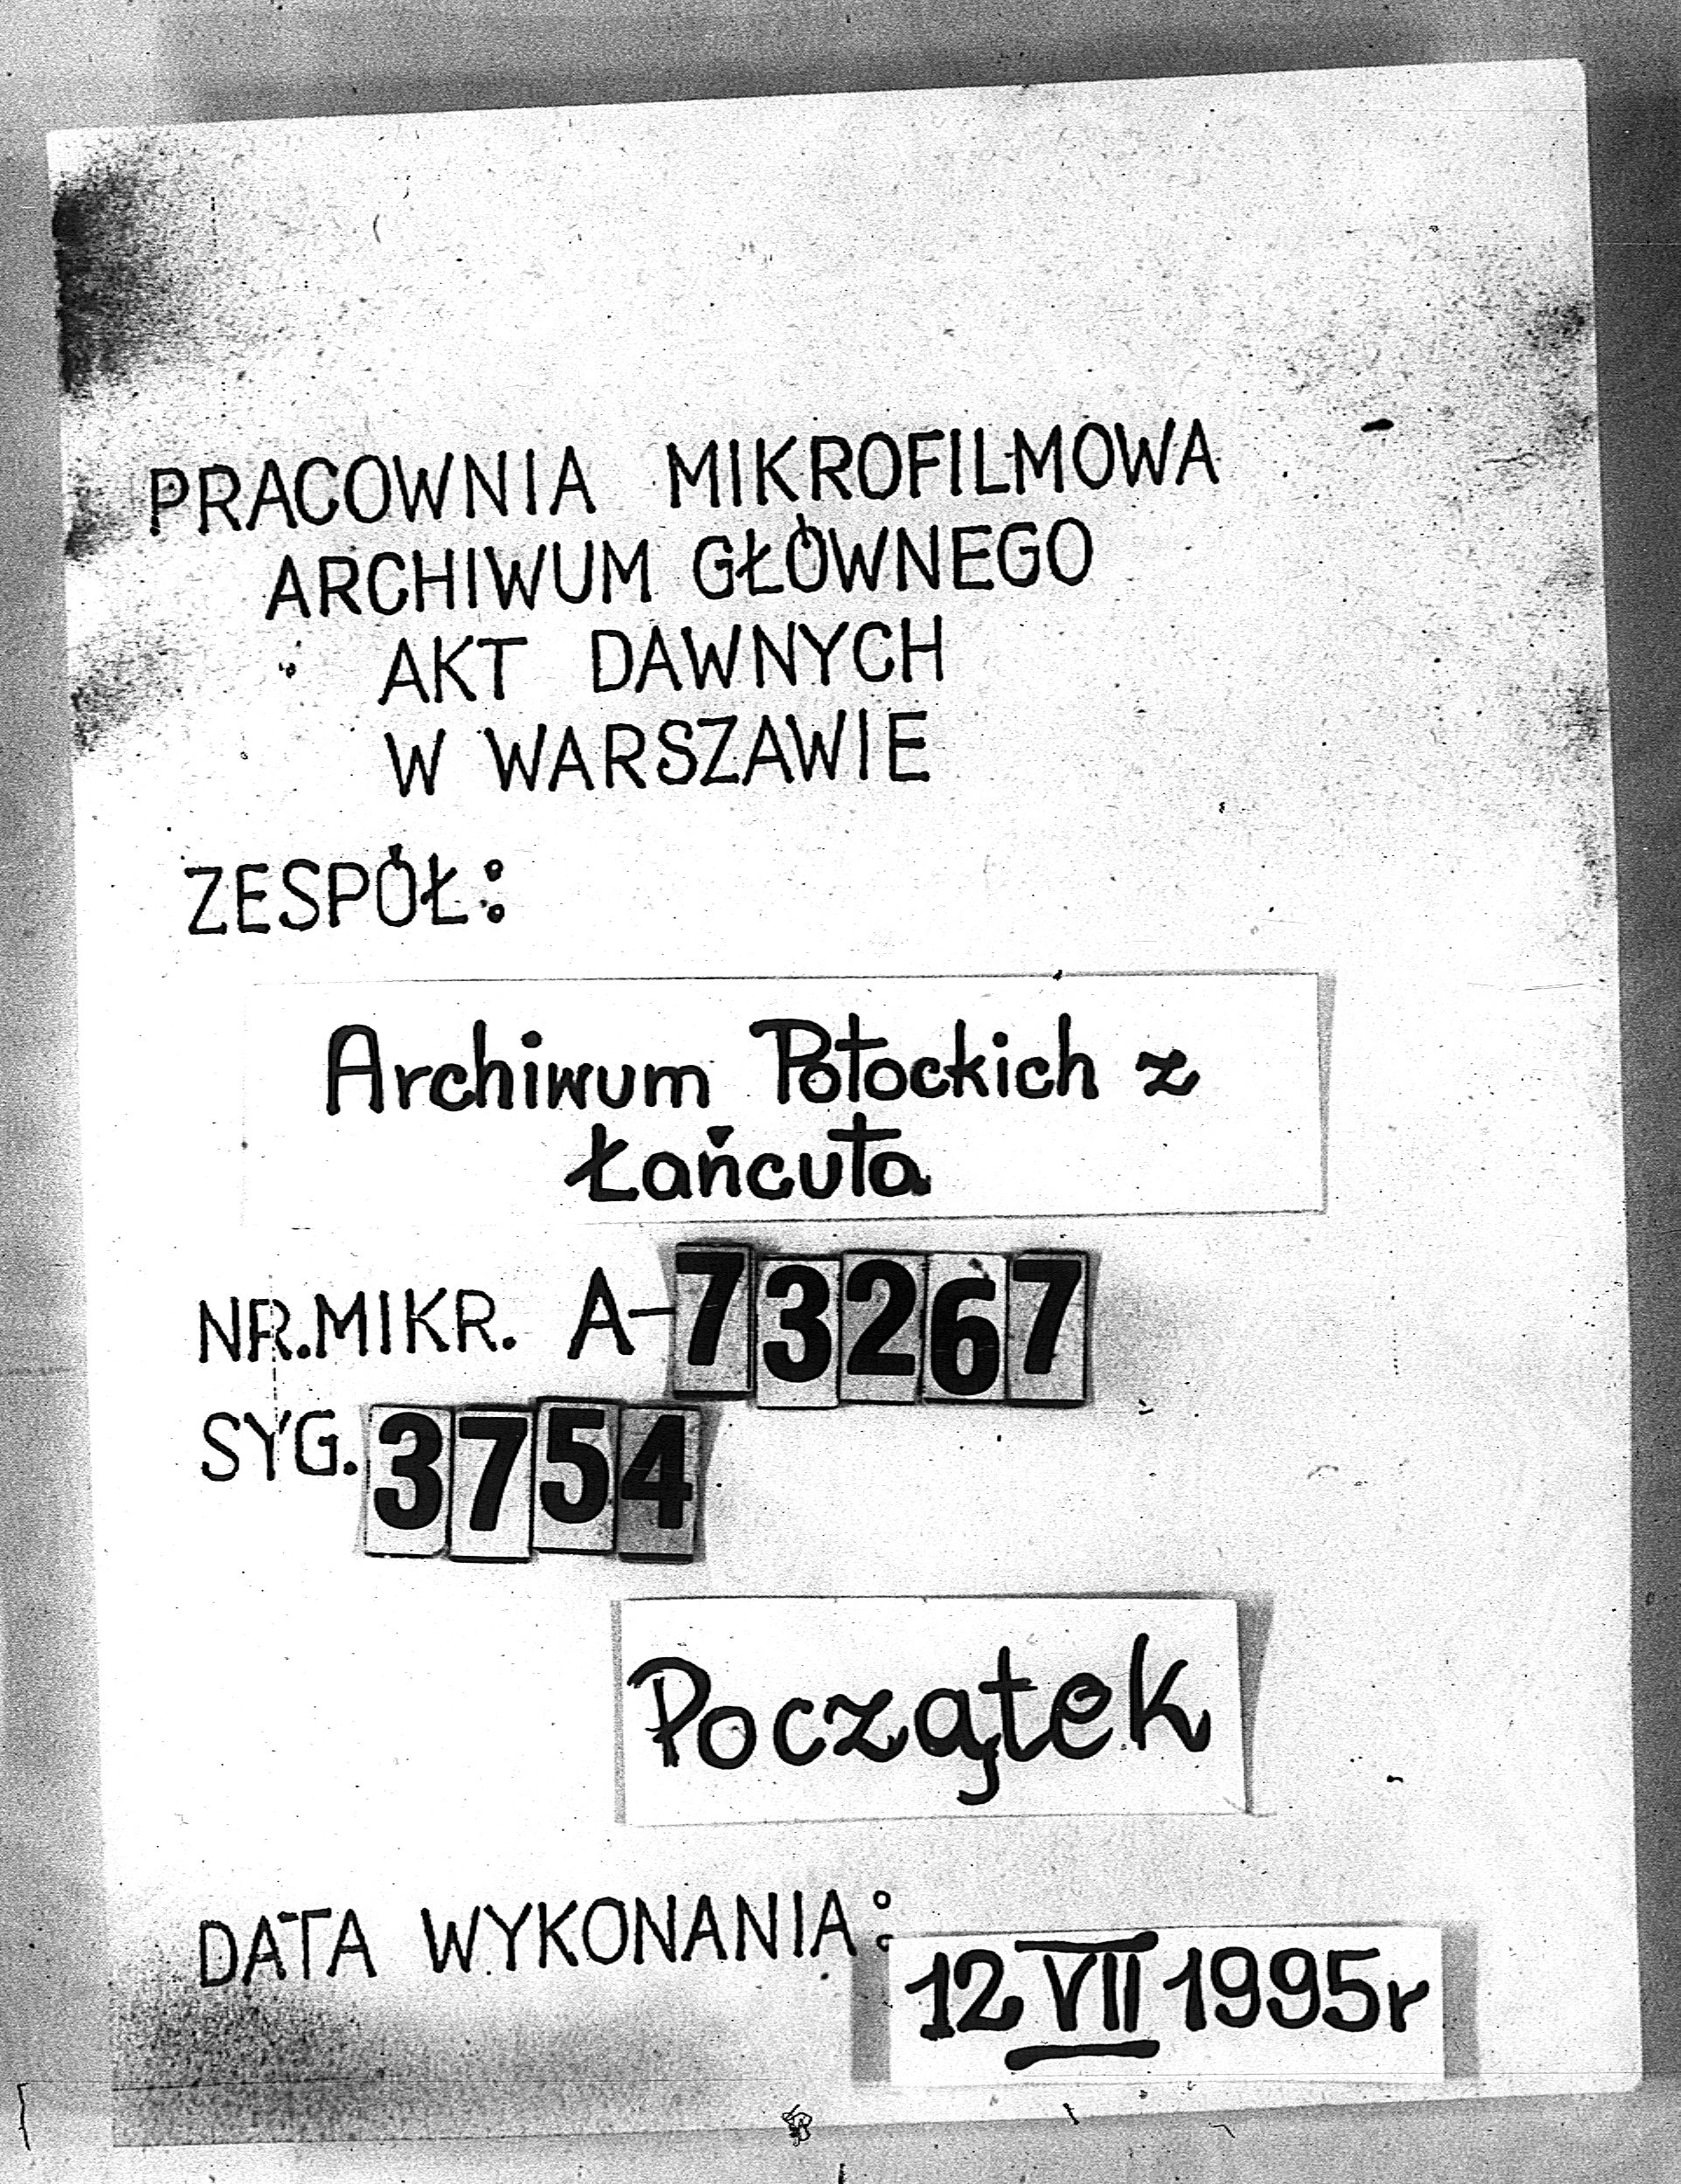 PRACOWNIA MIKROFILMOWA
ARCHIWUM GŁÓWNEGO
AKT DAWNYCH
W WARSZAWIE
ZESPÓŁ:
Archiwum Potockich z
Łańcuta
NR.MIKR. A-73267
SYG. 3754
Początek
DATA WYKONANIA:
12 VII 1995r